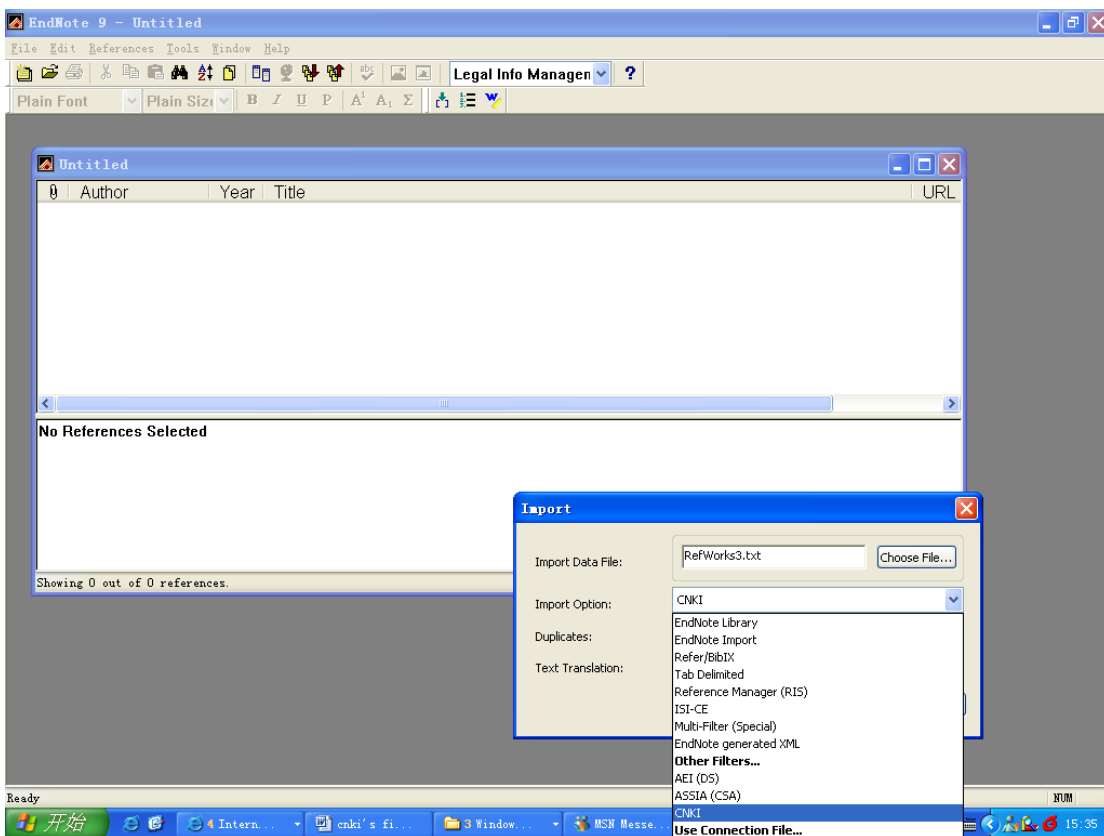 EndNote 9 - Untitled
File Edit References Tools Window Help
Legal Info Managen ?
Plain Font Plain Size B I U P A¹ A₁ Σ
Untitled
Author Year Title URL
No References Selected
Showing 0 out of 0 references.
Import
Import Data File: RefWorks3.txt Choose File...
Import Option: CNKI
EndNote Library
EndNote Import
Duplicates:
Refer/BibIX
Text Translation:
Tab Delimited
Reference Manager (RIS)
ISI-CE
Multi-Filter (Special)
EndNote generated XML
Other Filters...
AEI (DS)
ASSIA (CSA)
CNKI
Use Connection File...
Ready NUM
开始 4 Intern... cnki's fi... 3 Window... MSN Messe... 15:35